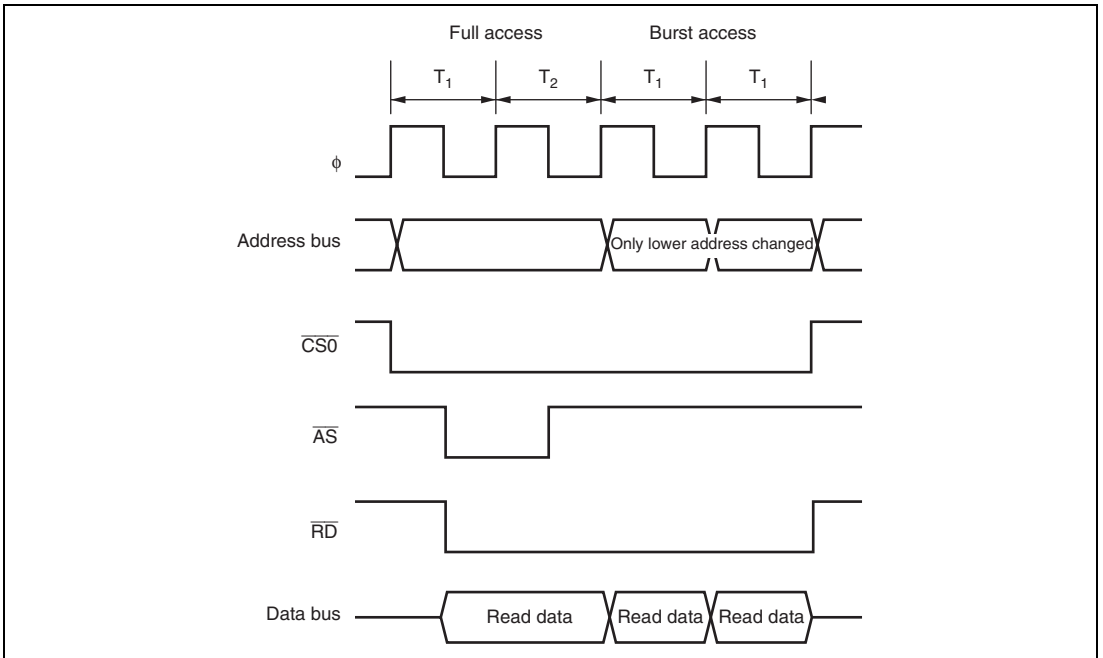 Full access Burst access
T1 T2 T1 T1
ϕ
Address bus Only lower address changed
CS0
AS
RD
Data bus Read data Read data Read data